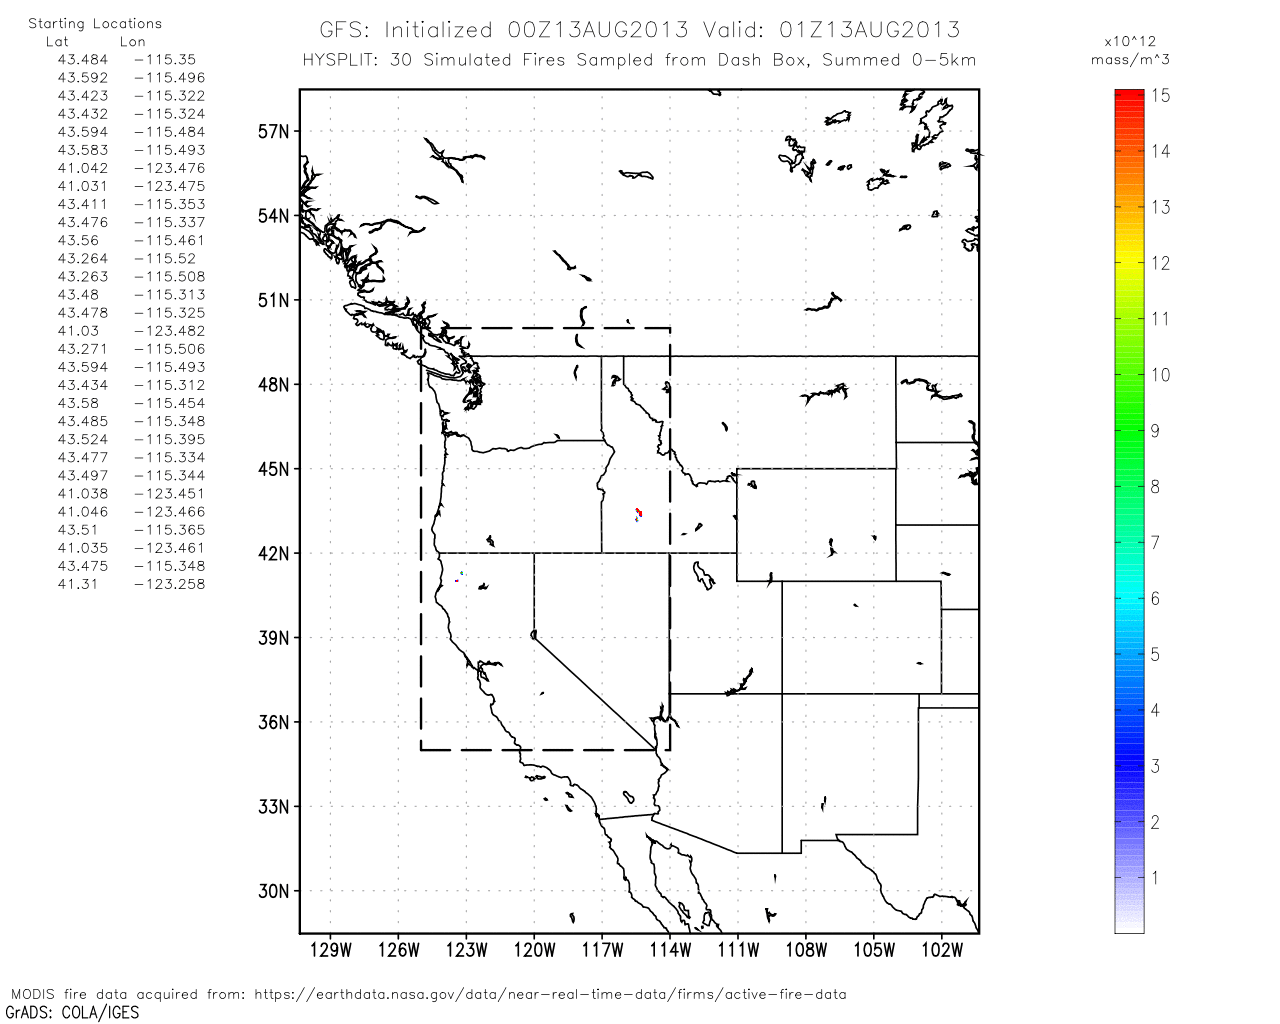 Starting Locations
Lat Lon
43.484 −115.35
43.592 −115.496
43.423 −115.322
43.432 −115.324
43.594 −115.484
43.583 −115.493
41.042 −123.476
41.031 −123.475
43.411 −115.353
43.476 −115.337
43.56 −115.461
43.264 −115.52
43.263 −115.508
43.48 −115.313
43.478 −115.325
41.03 −123.482
43.271 −115.506
43.594 −115.493
43.434 −115.312
43.58 −115.454
43.485 −115.348
43.524 −115.395
43.477 −115.334
43.497 −115.344
41.038 −123.451
41.046 −123.466
43.51 −115.365
41.035 −123.461
43.475 −115.348
41.31 −123.258
GFS: Initialized 00Z13AUG2013 Valid: 01Z13AUG2013
HYSPLIT: 30 Simulated Fires Sampled from Dash Box, Summed 0−5km
57N
54N
51N
48N
45N
42N
39N
36N
33N
30N
129W 126W 123W 120W 117W 114W 111W 108W 105W 102W
x10^12
mass/m^3
15
14
13
12
11
10
9
8
7
6
5
4
3
2
1
MODIS fire data acquired from: https://earthdata.nasa.gov/data/near−real−time−data/firms/active−fire−data
GrADS: COLA/IGES